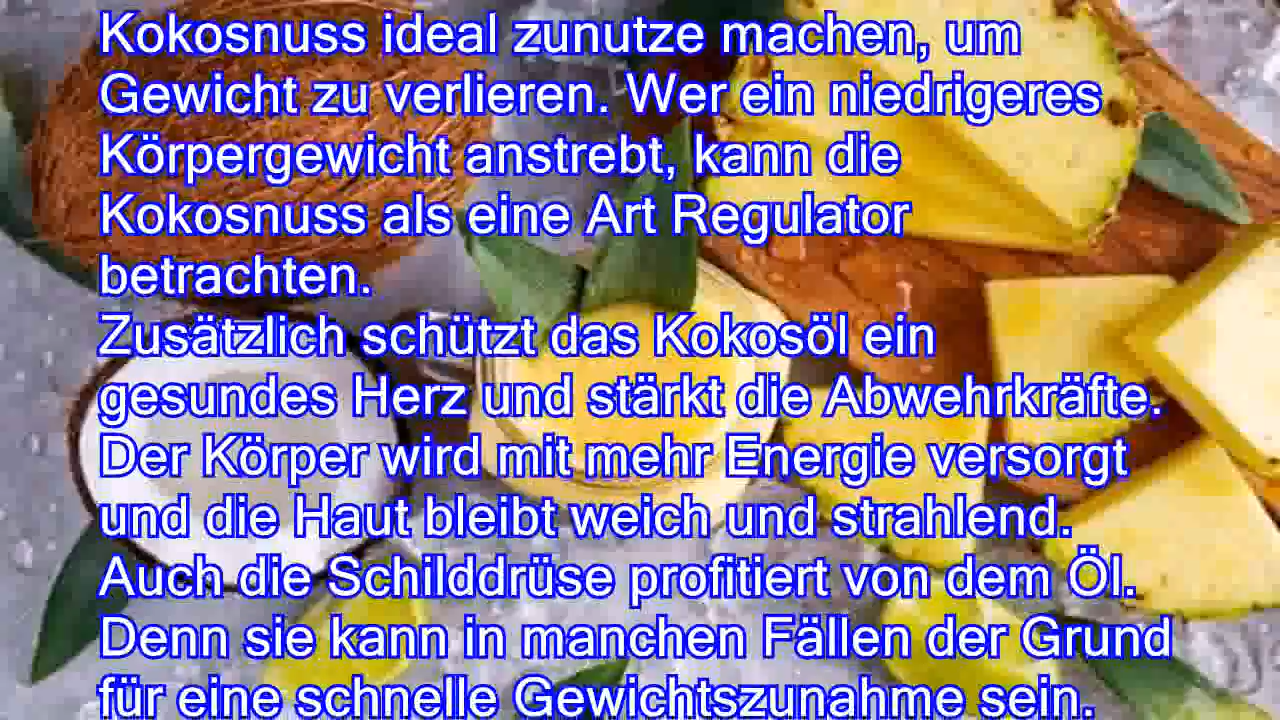 Kokosnuss ideal zunutze machen, um
Gewicht zu verlieren. Wer ein niedrigeres
Körpergewicht anstrebt, kann die
Kokosnuss als eine Art Regulator
betrachten.
Zusätzlich schützt das Kokosöl ein
gesundes Herz und stärkt die Abwehrkräfte.
Der Körper wird mit mehr Energie versorgt
und die Haut bleibt weich und strahlend.
Auch die Schilddrüse profitiert von dem Öl.
Denn sie kann in manchen Fällen der Grund
für eine schnelle Gewichtszunahme sein.